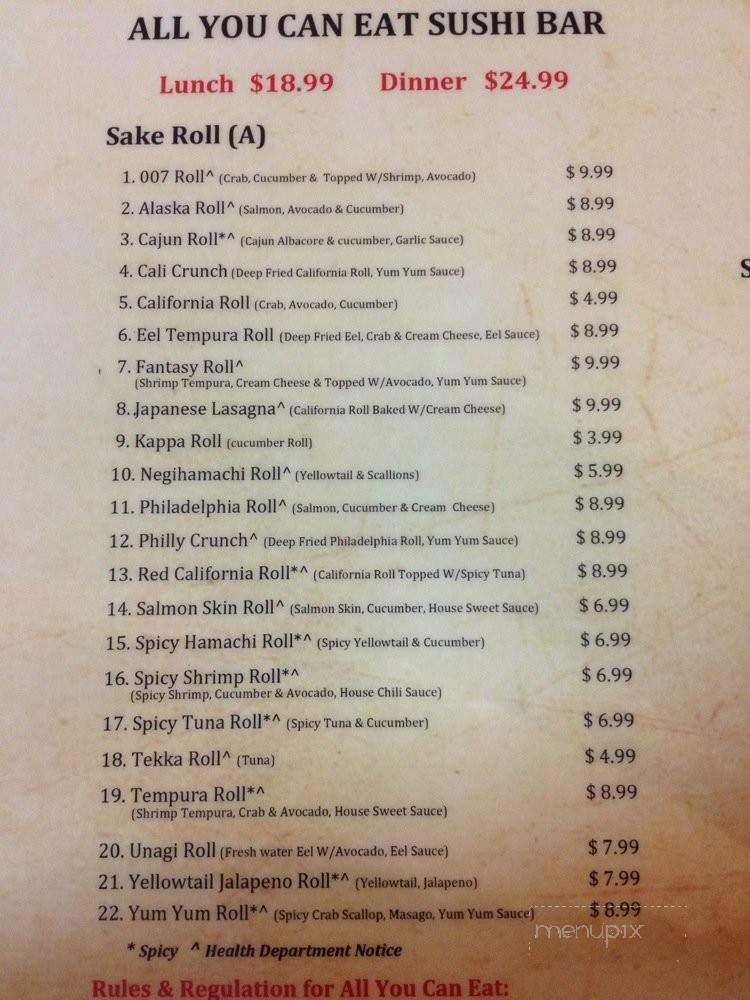 ALL YOU CAN EAT SUSHI BAR
Lunch $18.99 Dinner $24.99
Sake Roll (A)
1. 007 Roll^ (Crab, Cucumber & Topped W/Shrimp, Avocado) $ 9.99
2. Alaska Roll^ (Salmon, Avocado & Cucumber) $ 8.99
3. Cajun Roll*^ (Cajun Albacore & cucumber, Garlic Sauce) $ 8.99
4. Cali Crunch (Deep Fried California Roll, Yum Yum Sauce) $ 8.99
5. California Roll (Crab, Avocado, Cucumber) $ 4.99
6. Eel Tempura Roll (Deep Fried Eel, Crab & Cream Cheese, Eel Sauce) $ 8.99
7. Fantasy Roll^ $ 9.99
(Shrimp Tempura, Cream Cheese & Topped W/Avocado, Yum Yum Sauce)
8. Japanese Lasagna^ (California Roll Baked W/Cream Cheese) $ 9.99
9. Kappa Roll (cucumber Roll) $ 3.99
10. Negihamachi Roll^ (Yellowtail & Scallions) $ 5.99
11. Philadelphia Roll^ (Salmon, Cucumber & Cream Cheese) $ 8.99
12. Philly Crunch^ (Deep Fried Philadelphia Roll, Yum Yum Sauce) $ 8.99
13. Red California Roll*^ (California Roll Topped W/Spicy Tuna) $ 8.99
14. Salmon Skin Roll^ (Salmon Skin, Cucumber, House Sweet Sauce) $ 6.99
15. Spicy Hamachi Roll*^ (Spicy Yellowtail & Cucumber) $ 6.99
16. Spicy Shrimp Roll*^ $ 6.99
(Spicy Shrimp, Cucumber & Avocado, House Chili Sauce)
17. Spicy Tuna Roll*^ (Spicy Tuna & Cucumber) $ 6.99
18. Tekka Roll^ (Tuna) $ 4.99
19. Tempura Roll*^ $ 8.99
(Shrimp Tempura, Crab & Avocado, House Sweet Sauce)
20. Unagi Roll (Fresh water Eel W/Avocado, Eel Sauce) $ 7.99
21. Yellowtail Jalapeno Roll*^ (Yellowtail, Jalapeno) $ 7.99
22. Yum Yum Roll*^ (Spicy Crab Scallop, Masago, Yum Yum Sauce) $ 8.99
menupix
* Spicy ^ Health Department Notice
Rules & Regulation for All You Can Eat: